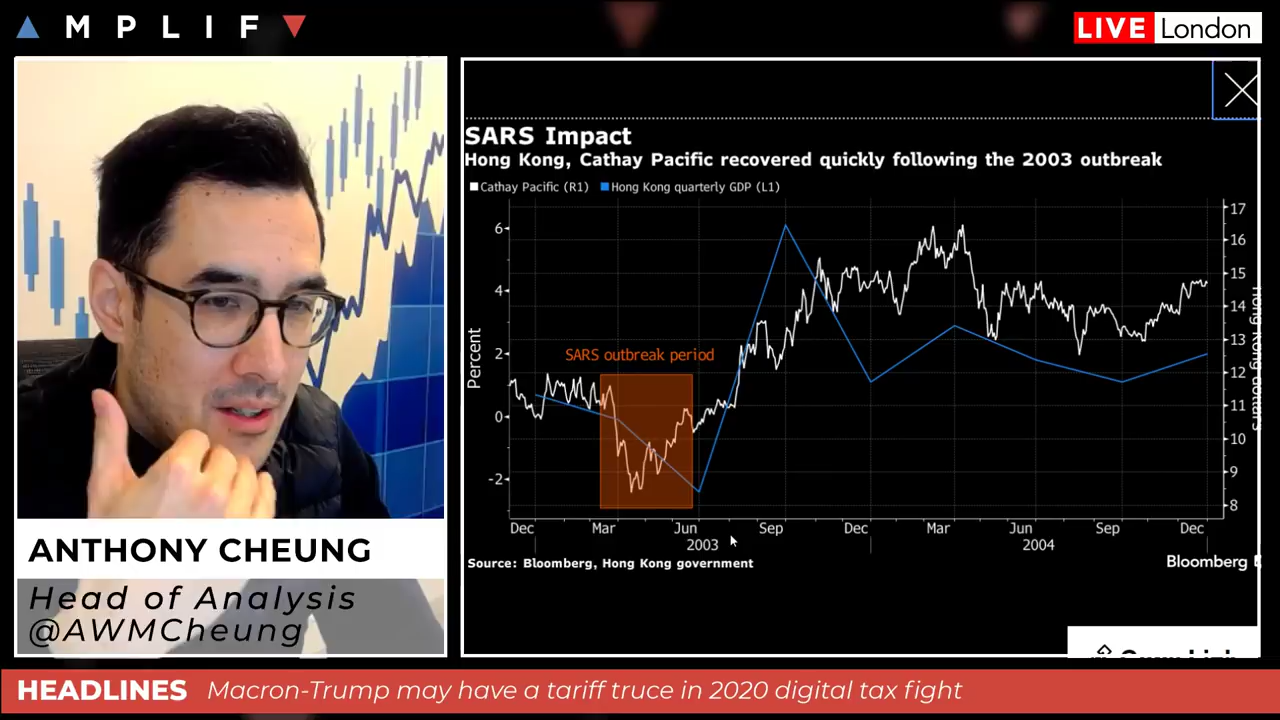 ▲ M P L I F ▼
LIVE London
SARS Impact
Hong Kong, Cathay Pacific recovered quickly following the 2003 outbreak
Cathay Pacific (R1) Hong Kong quarterly GDP (L1)
17
6
16
15
4
14
Percent
Hong Kong dollars
SARS outbreak period
2
13
12
0
11
10
-2
9
8
Dec Mar Jun Sep Dec Mar Jun Sep Dec
2003 2004
Source: Bloomberg, Hong Kong government
Bloomberg
ANTHONY CHEUNG
Head of Analysis
@AWMCheung
HEADLINES Macron-Trump may have a tariff truce in 2020 digital tax fight